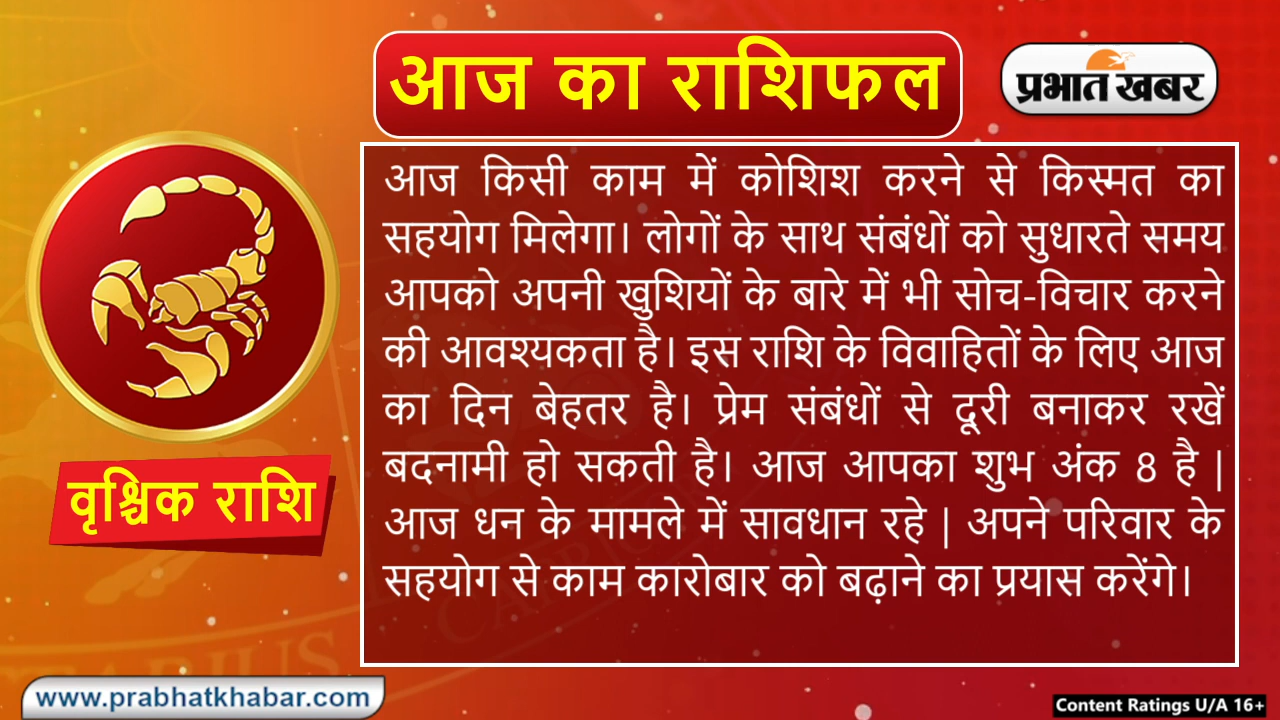 आज का राशिफल
प्रभात खबर
आज किसी काम में कोशिश करने से किस्मत का
सहयोग मिलेगा। लोगों के साथ संबंधों को सुधारते समय
आपको अपनी खुशियों के बारे में भी सोच-विचार करने
की आवश्यकता है। इस राशि के विवाहितों के लिए आज
का दिन बेहतर है। प्रेम संबंधों से दूरी बनाकर रखें
बदनामी हो सकती है। आज आपका शुभ अंक 8 है |
आज धन के मामले में सावधान रहे | अपने परिवार के
सहयोग से काम कारोबार को बढ़ाने का प्रयास करेंगे।
वृश्चिक राशि
www.prabhatkhabar.com
Content Ratings U/A 16+